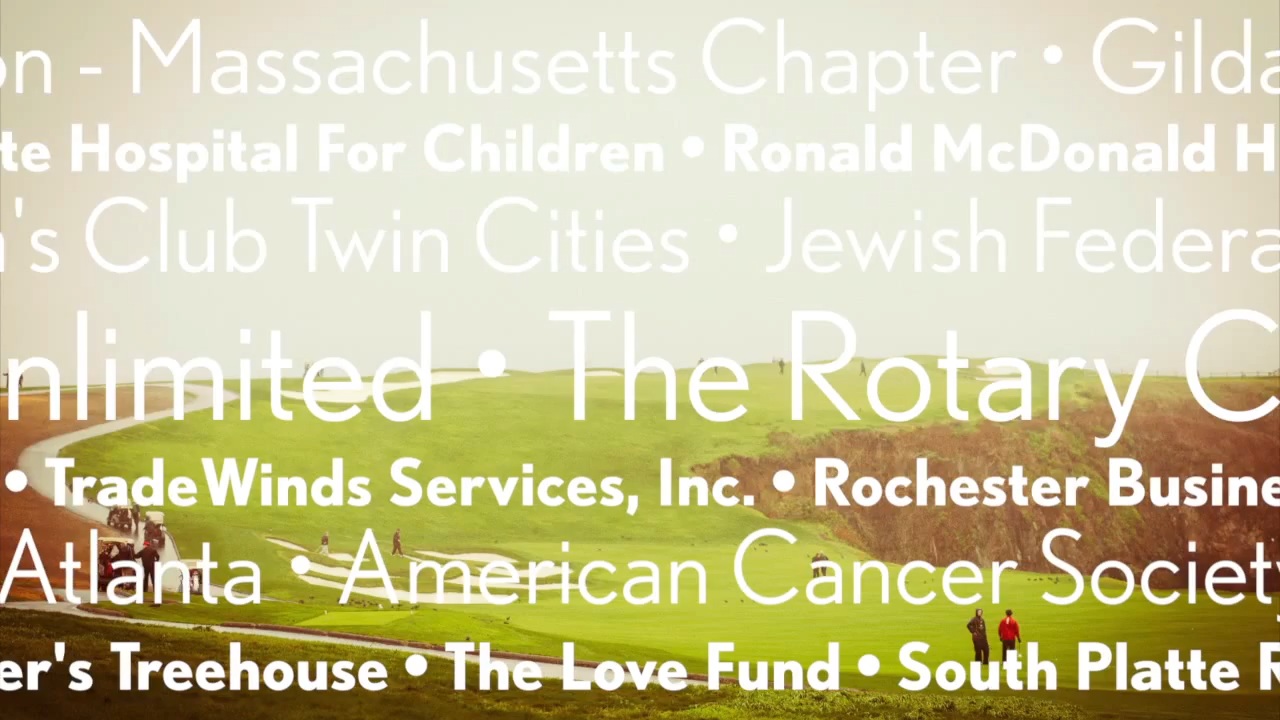 on - Massachusetts Chapter • Gilda
te Hospital For Children • Ronald McDonald H
's Club Twin Cities • Jewish Federa
nlimited • The Rotary C
• TradeWinds Services, Inc. • Rochester Busine
Atlanta • American Cancer Society
er's Treehouse • The Love Fund • South Platte R